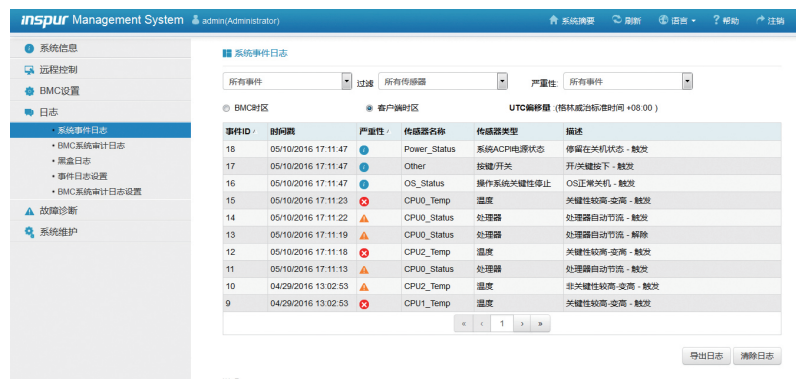 inspur Management System admin(Administrator) 系统摘要 刷新 语言 帮助 注销
系统信息
远程控制
BMC设置
日志
系统事件日志
BMC系统审计日志
黑盒日志
事件日志设置
BMC系统审计日志设置
故障诊断
系统维护
系统事件日志
所有事件 过滤 所有传感器 严重性: 所有事件
BMC时区 客户端时区 UTC偏移量 :(格林威治标准时间 +08:00 )
事件ID 时间戳 严重性 传感器名称 传感器类型 描述
18 05/10/2016 17:11:47 Power_Status 系统ACPI电源状态 停留在关机状态 - 触发
17 05/10/2016 17:11:47 Other 按键/开关 开/关键按下 - 触发
16 05/10/2016 17:11:47 OS_Status 操作系统关键性停止 OS正常关机 - 触发
15 05/10/2016 17:11:23 CPU0_Temp 温度 关键性较高-变高 - 触发
14 05/10/2016 17:11:22 CPU0_Status 处理器 处理器自动节流 - 触发
13 05/10/2016 17:11:19 CPU0_Status 处理器 处理器自动节流 - 解除
12 05/10/2016 17:11:18 CPU2_Temp 温度 关键性较高-变高 - 触发
11 05/10/2016 17:11:13 CPU0_Status 处理器 处理器自动节流 - 触发
10 04/29/2016 13:02:53 CPU2_Temp 温度 非关键性较高-变高 - 触发
9 04/29/2016 13:02:53 CPU1_Temp 温度 关键性较高-变高 - 触发
« ‹ 1 › »
导出日志 清除日志